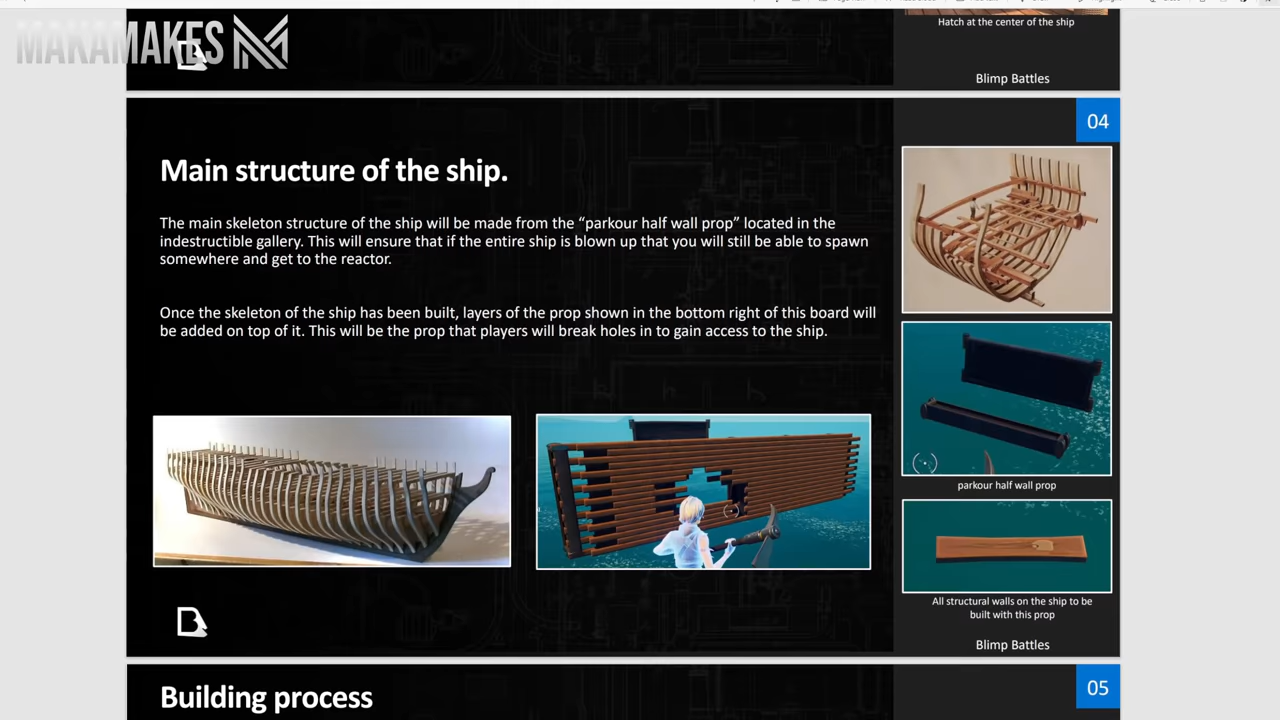 MAKAMAKES
Hatch at the center of the ship
Blimp Battles
04
Main structure of the ship.
The main skeleton structure of the ship will be made from the “parkour half wall prop” located in the
indestructible gallery. This will ensure that if the entire ship is blown up that you will still be able to spawn
somewhere and get to the reactor.
Once the skeleton of the ship has been built, layers of the prop shown in the bottom right of this board will
be added on top of it. This will be the prop that players will break holes in to gain access to the ship.
parkour half wall prop
All structural walls on the ship to be
built with this prop
Blimp Battles
05
Building process